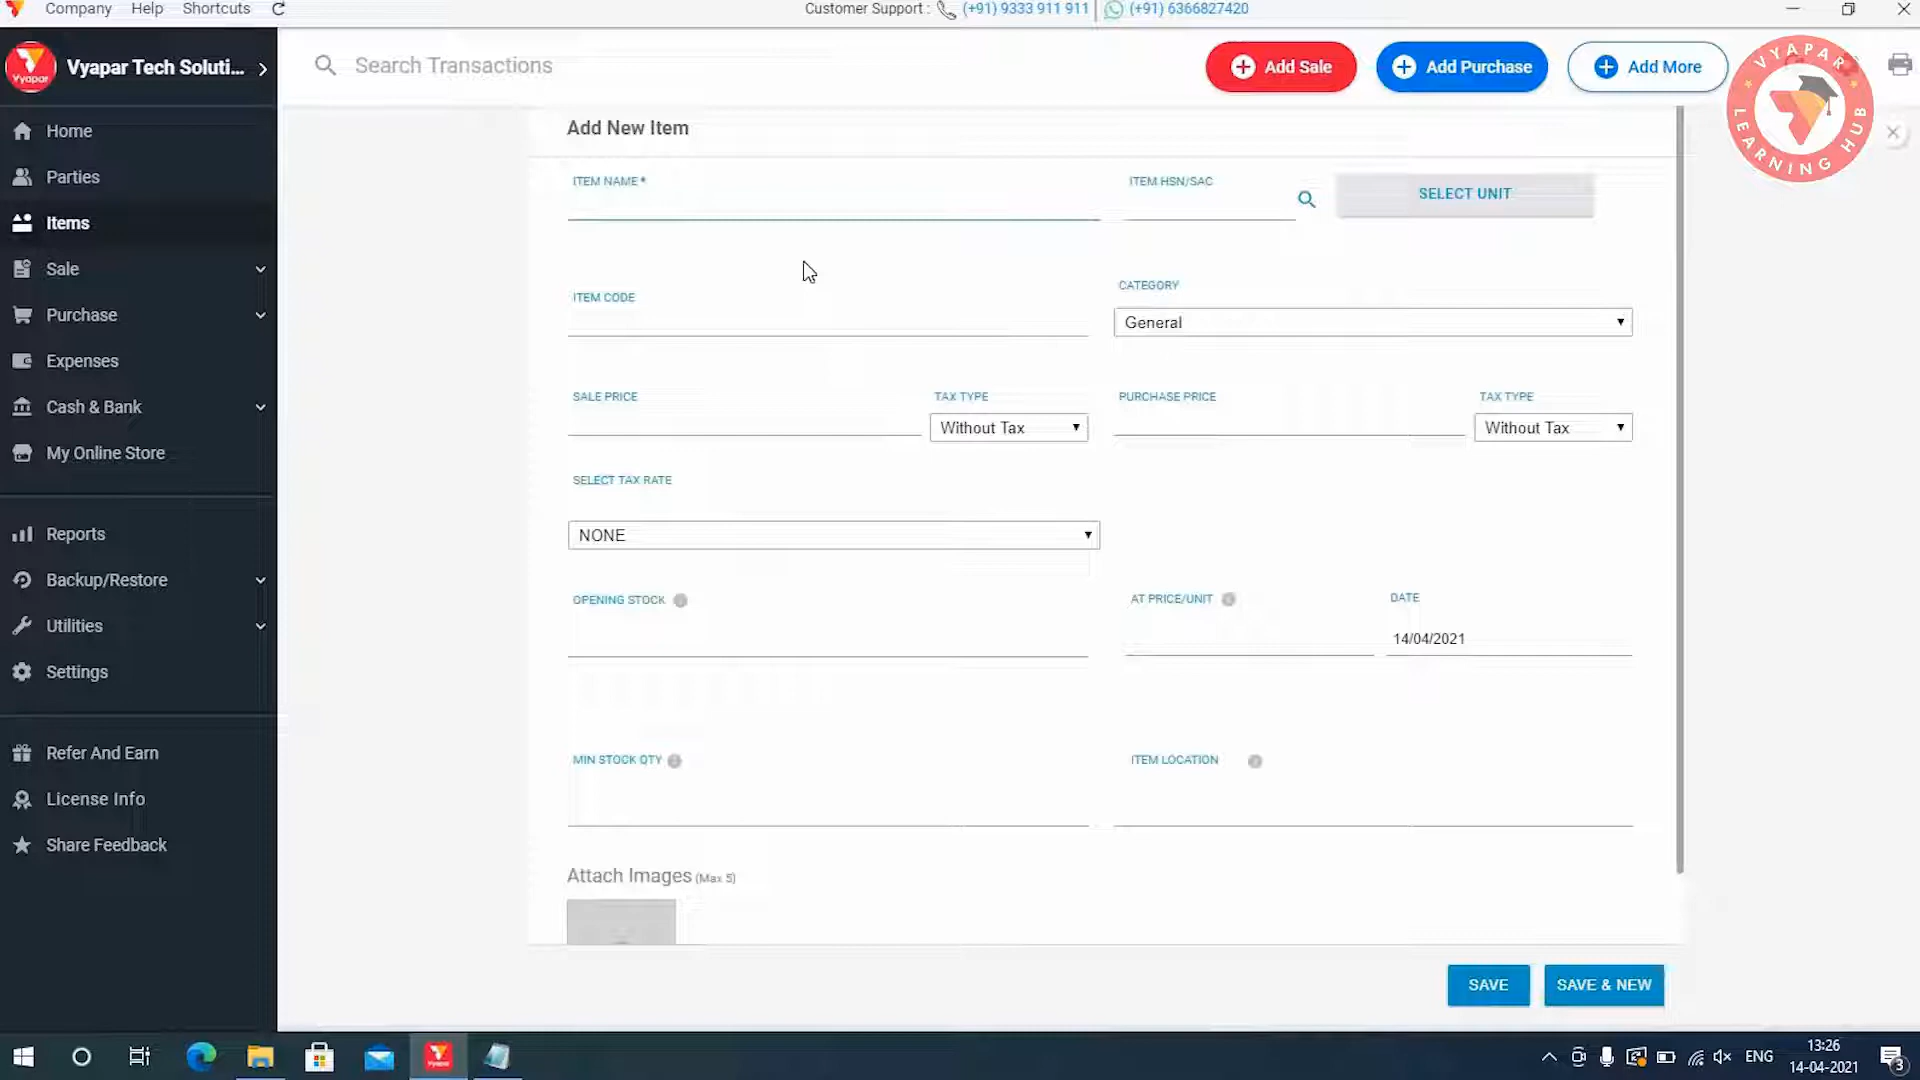 Company Help Shortcuts
Customer Support : (+91) 9333 911 911 (+91) 6366827420
Vyapar
Vyapar Tech Soluti...
Search Transactions
Add Sale
Add Purchase
Add More
VYAPAR
LEARNING HUB
Home
Parties
Items
Sale
Purchase
Expenses
Cash & Bank
My Online Store
Reports
Backup/Restore
Utilities
Settings
Refer And Earn
License Info
Share Feedback
Add New Item
ITEM NAME *
ITEM HSN/SAC
SELECT UNIT
ITEM CODE
CATEGORY
General
SALE PRICE
TAX TYPE
Without Tax
PURCHASE PRICE
TAX TYPE
Without Tax
SELECT TAX RATE
NONE
OPENING STOCK
AT PRICE/UNIT
DATE
14/04/2021
MIN STOCK QTY
ITEM LOCATION
Attach Images (Max 5)
SAVE
SAVE & NEW
Vyapar
ENG
13:26
14-04-2021
3